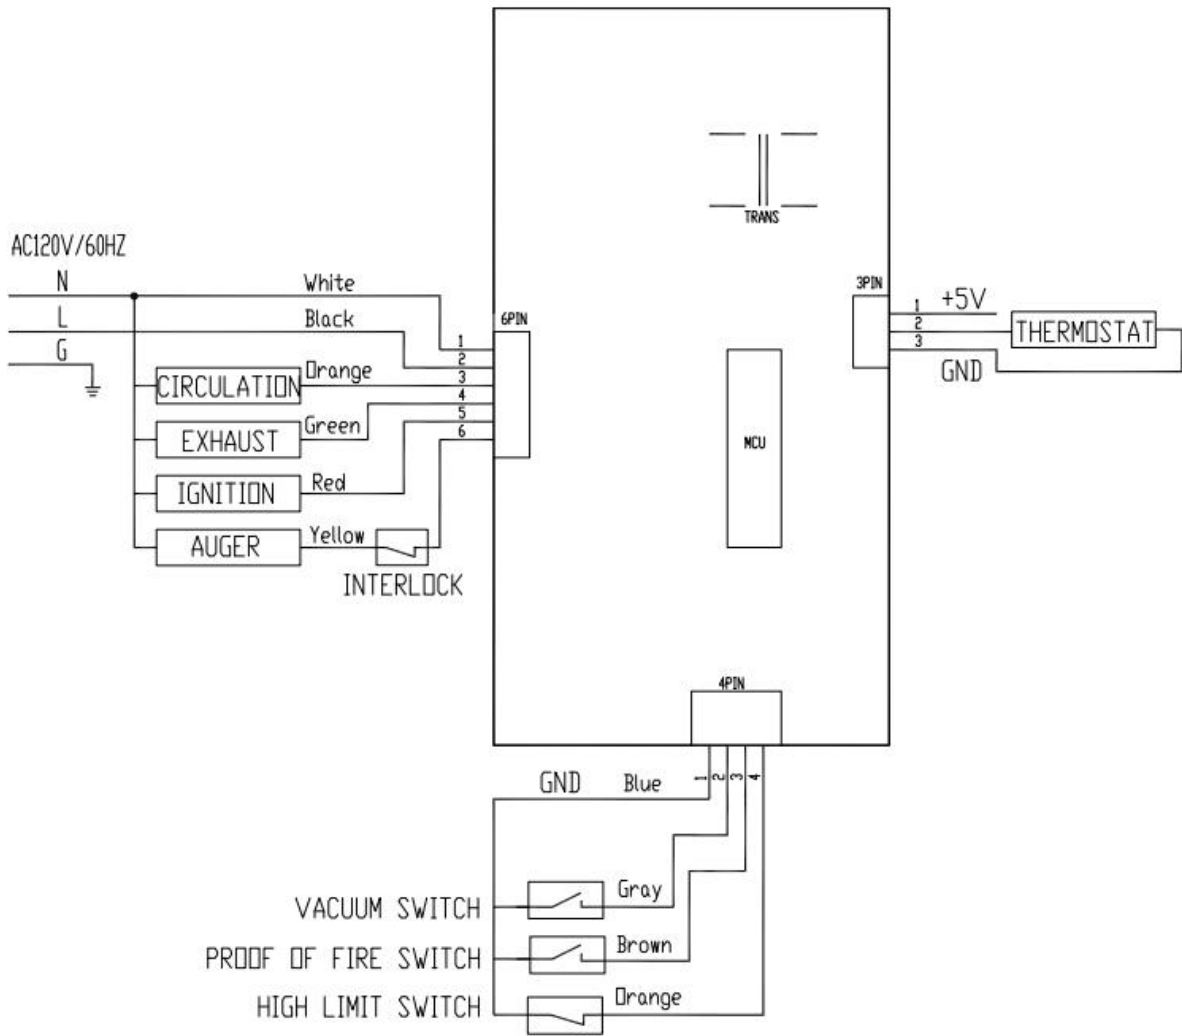 TRANS
AC120V/60HZ
N
White
L
Black
G
6PIN
1
2
3
4
5
6
CIRCULATION
Orange
EXHAUST
Green
IGNITION
Red
AUGER
Yellow
INTERLOCK
MCU
3PIN
1
2
3
+5V
THERMOSTAT
GND
4PIN
1
2
3
4
GND
Blue
VACUUM SWITCH
Gray
PROOF OF FIRE SWITCH
Brown
HIGH LIMIT SWITCH
Orange